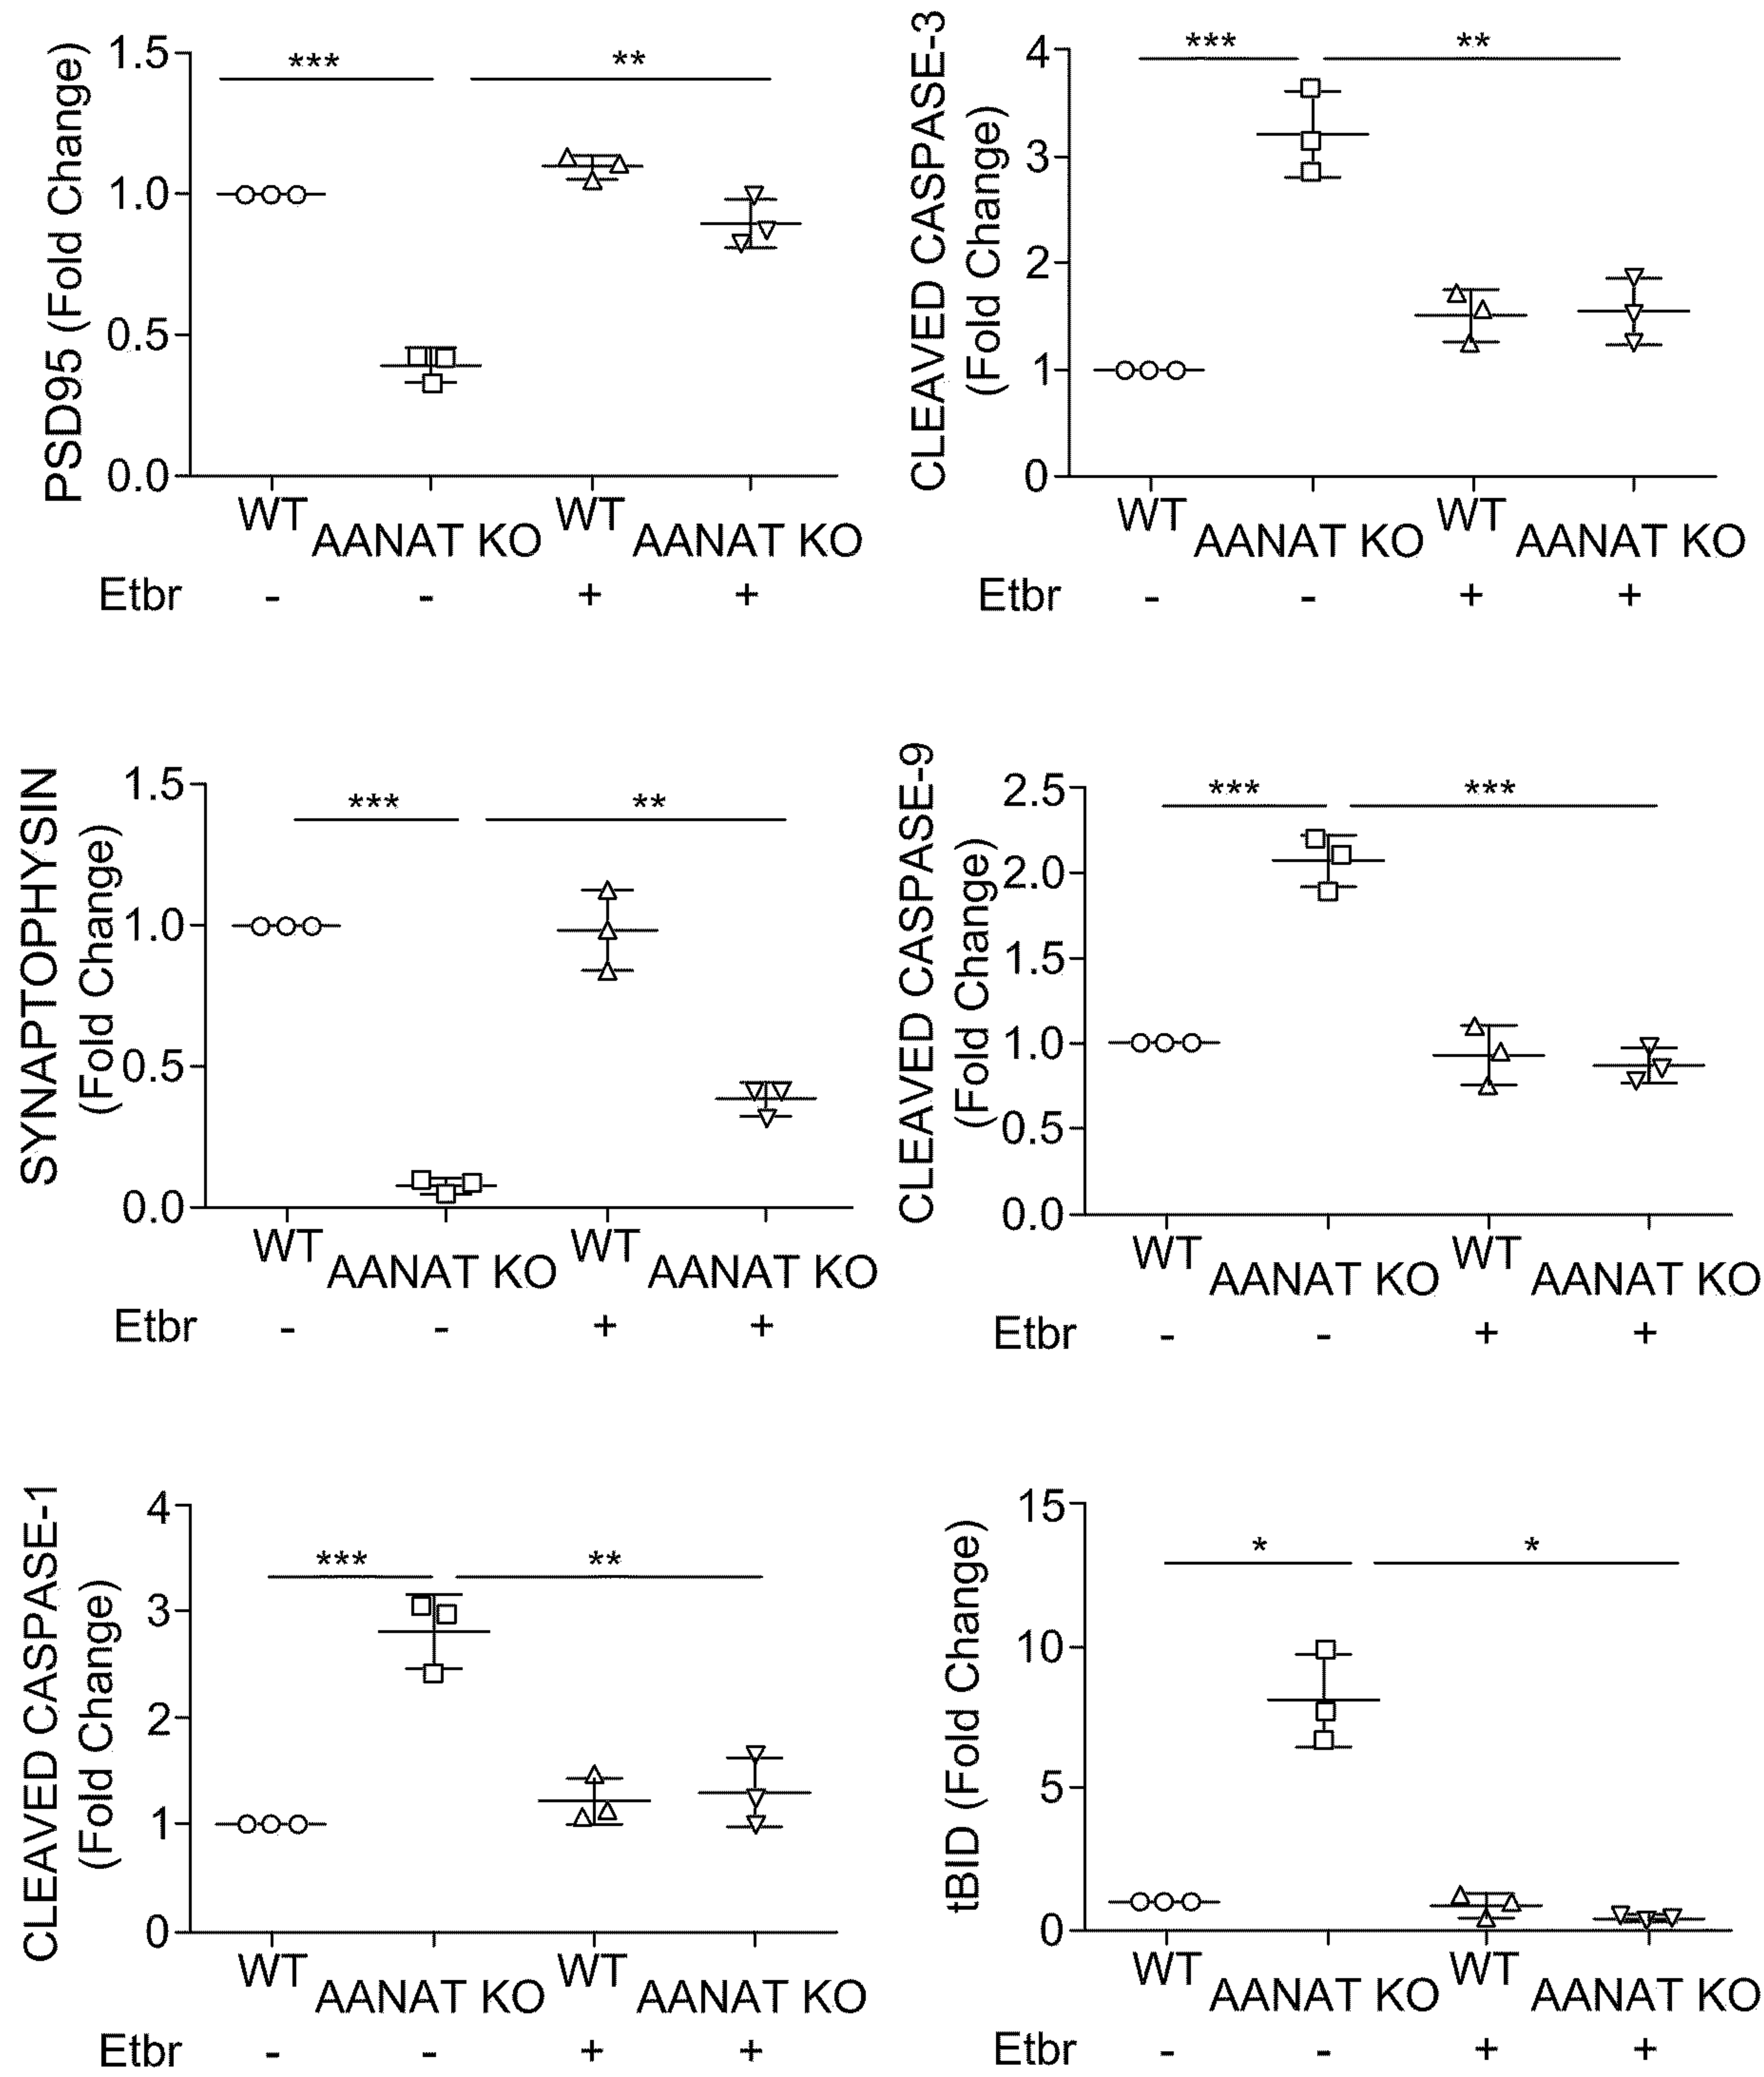 PSD95 (Fold Change)
1.5
1.0
0.5
0.0
***
**
WT
AANAT KO
WT
AANAT KO
Etbr - - + +
CLEAVED CASPASE-3
(Fold Change)
4
3
2
1
0
***
**
WT
AANAT KO
WT
AANAT KO
Etbr - - + +
SYNAPTOPHYSIN
(Fold Change)
1.5
1.0
0.5
0.0
***
**
WT
AANAT KO
WT
AANAT KO
Etbr - - + +
CLEAVED CASPASE-9
(Fold Change)
2.5
2.0
1.5
1.0
0.5
0.0
***
***
WT
AANAT KO
WT
AANAT KO
Etbr - - + +
CLEAVED CASPASE-1
(Fold Change)
4
3
2
1
0
***
**
WT
AANAT KO
WT
AANAT KO
Etbr - - + +
tBID (Fold Change)
15
10
5
0
*
*
WT
AANAT KO
WT
AANAT KO
Etbr - - + +